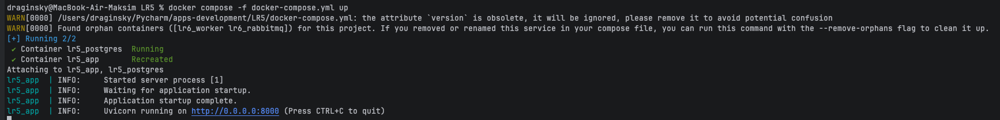 draginsky@MacBook-Air-Maksim LR5 % docker compose -f docker-compose.yml up
WARN[0000] /Users/draginsky/Pycharm/apps-development/LR5/docker-compose.yml: the attribute `version` is obsolete, it will be ignored, please remove it to avoid potential confusion
WARN[0000] Found orphan containers ([lr6_worker lr6_rabbitmq]) for this project. If you removed or renamed this service in your compose file, you can run this command with the --remove-orphans flag to clean it up.
[+] Running 2/2
✔ Container lr5_postgres  Running
✔ Container lr5_app       Recreated
Attaching to lr5_app, lr5_postgres
lr5_app  | INFO:     Started server process [1]
lr5_app  | INFO:     Waiting for application startup.
lr5_app  | INFO:     Application startup complete.
lr5_app  | INFO:     Uvicorn running on http://0.0.0.0:8000 (Press CTRL+C to quit)